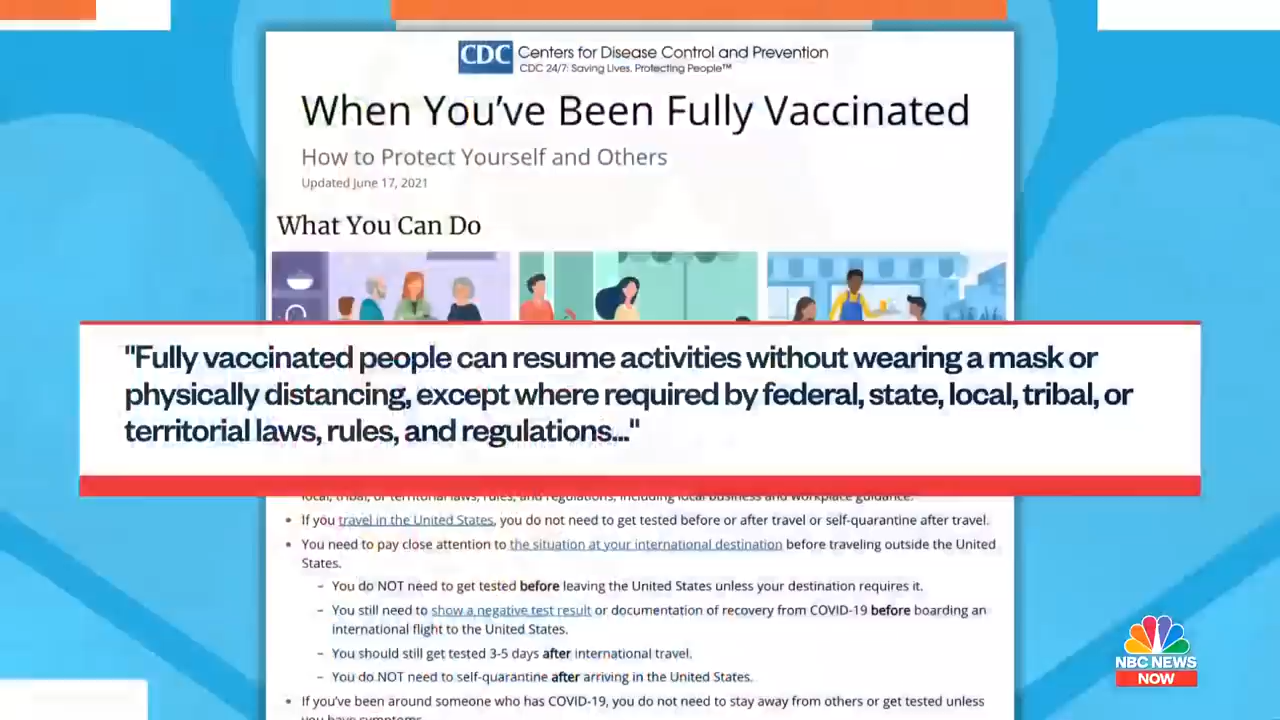 CDC Centers for Disease Control and Prevention
CDC 24/7: Saving Lives, Protecting People™
When You've Been Fully Vaccinated
How to Protect Yourself and Others
Updated June 17, 2021
What You Can Do
"Fully vaccinated people can resume activities without wearing a mask or
physically distancing, except where required by federal, state, local, tribal, or
territorial laws, rules, and regulations..."
local, tribal, or territorial laws, rules, and regulations, including local business and workplace guidance.
• If you travel in the United States, you do not need to get tested before or after travel or self-quarantine after travel.
• You need to pay close attention to the situation at your international destination before traveling outside the United
States.
– You do NOT need to get tested before leaving the United States unless your destination requires it.
– You still need to show a negative test result or documentation of recovery from COVID-19 before boarding an
international flight to the United States.
– You should still get tested 3-5 days after international travel.
– You do NOT need to self-quarantine after arriving in the United States.
• If you've been around someone who has COVID-19, you do not need to stay away from others or get tested unless
you have symptoms.
NBC NEWS
NOW